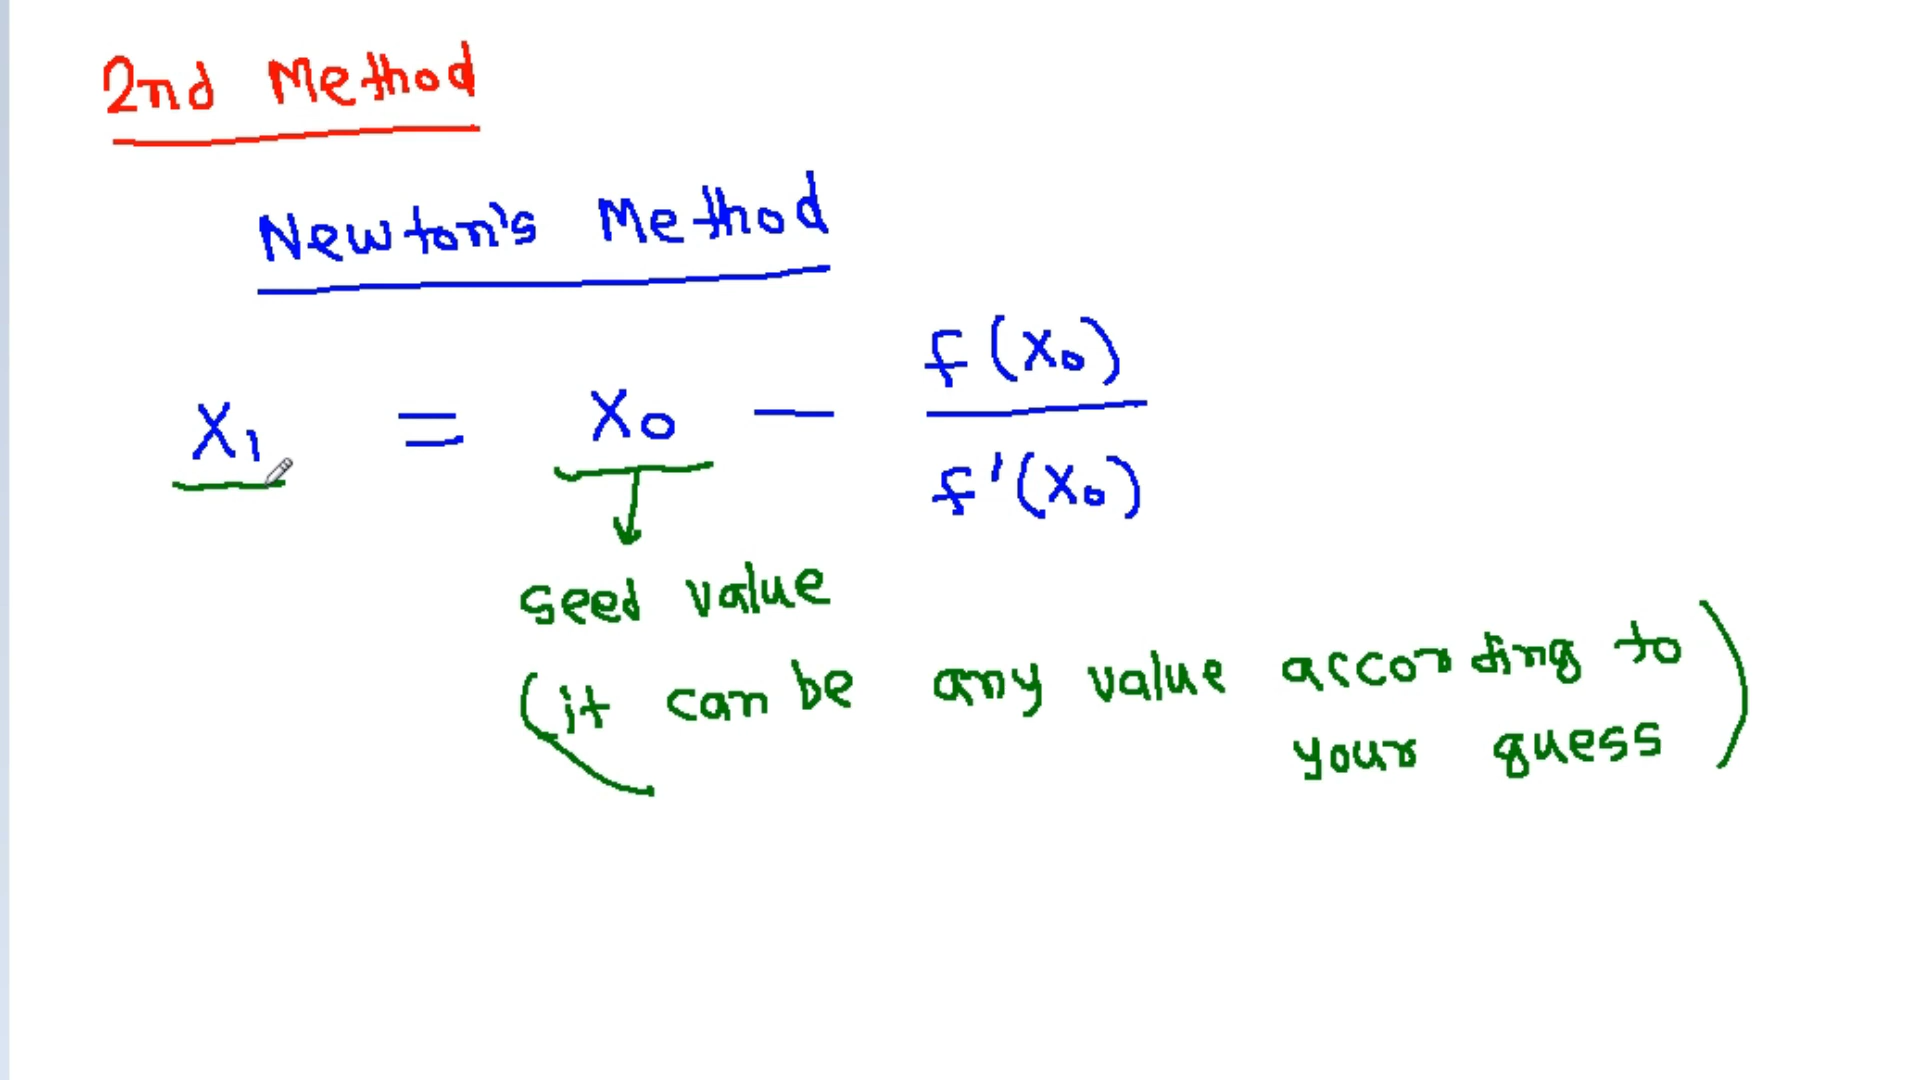 2nd Method
Newton's Method
x₁ = x₀ - f(x₀) / f'(x₀)
seed value
(it can be any value according to
your guess)